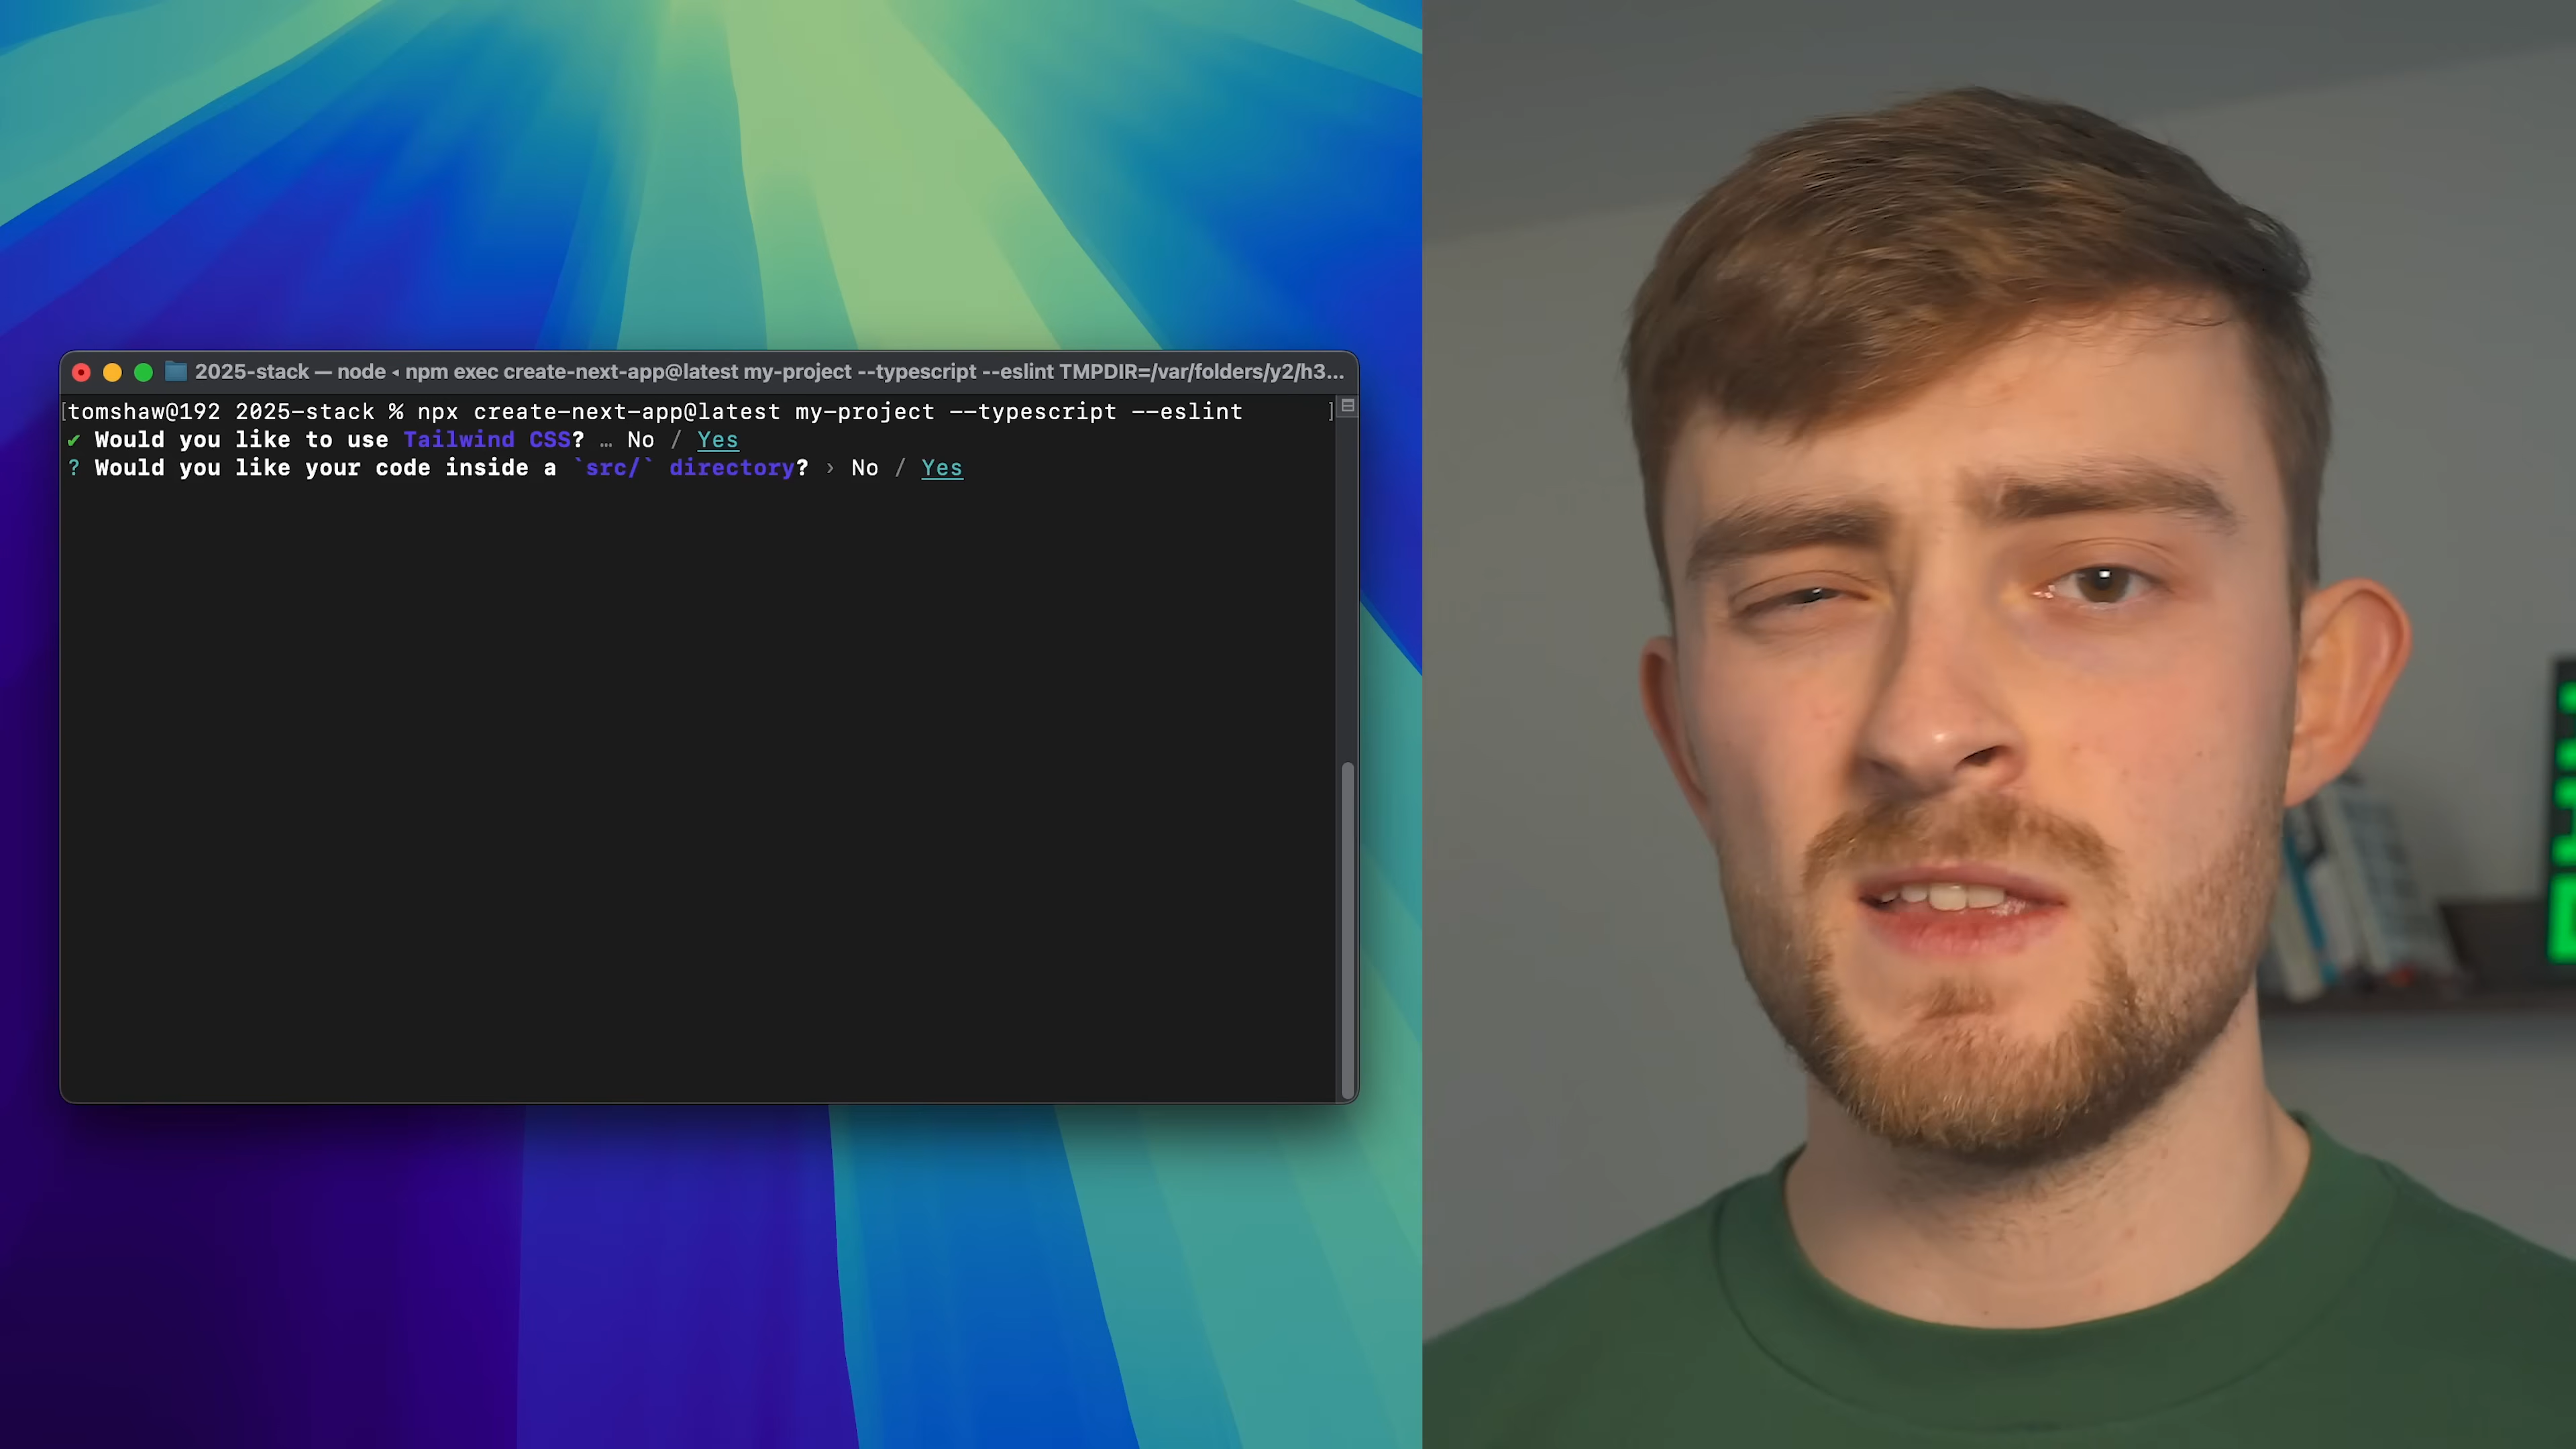 2025-stack — node ◂ npm exec create-next-app@latest my-project --typescript --eslint TMPDIR=/var/folders/y2/h3...
[tomshaw@192 2025-stack % npx create-next-app@latest my-project --typescript --eslint ]
✔ Would you like to use Tailwind CSS? … No / Yes
? Would you like your code inside a `src/` directory? › No / Yes